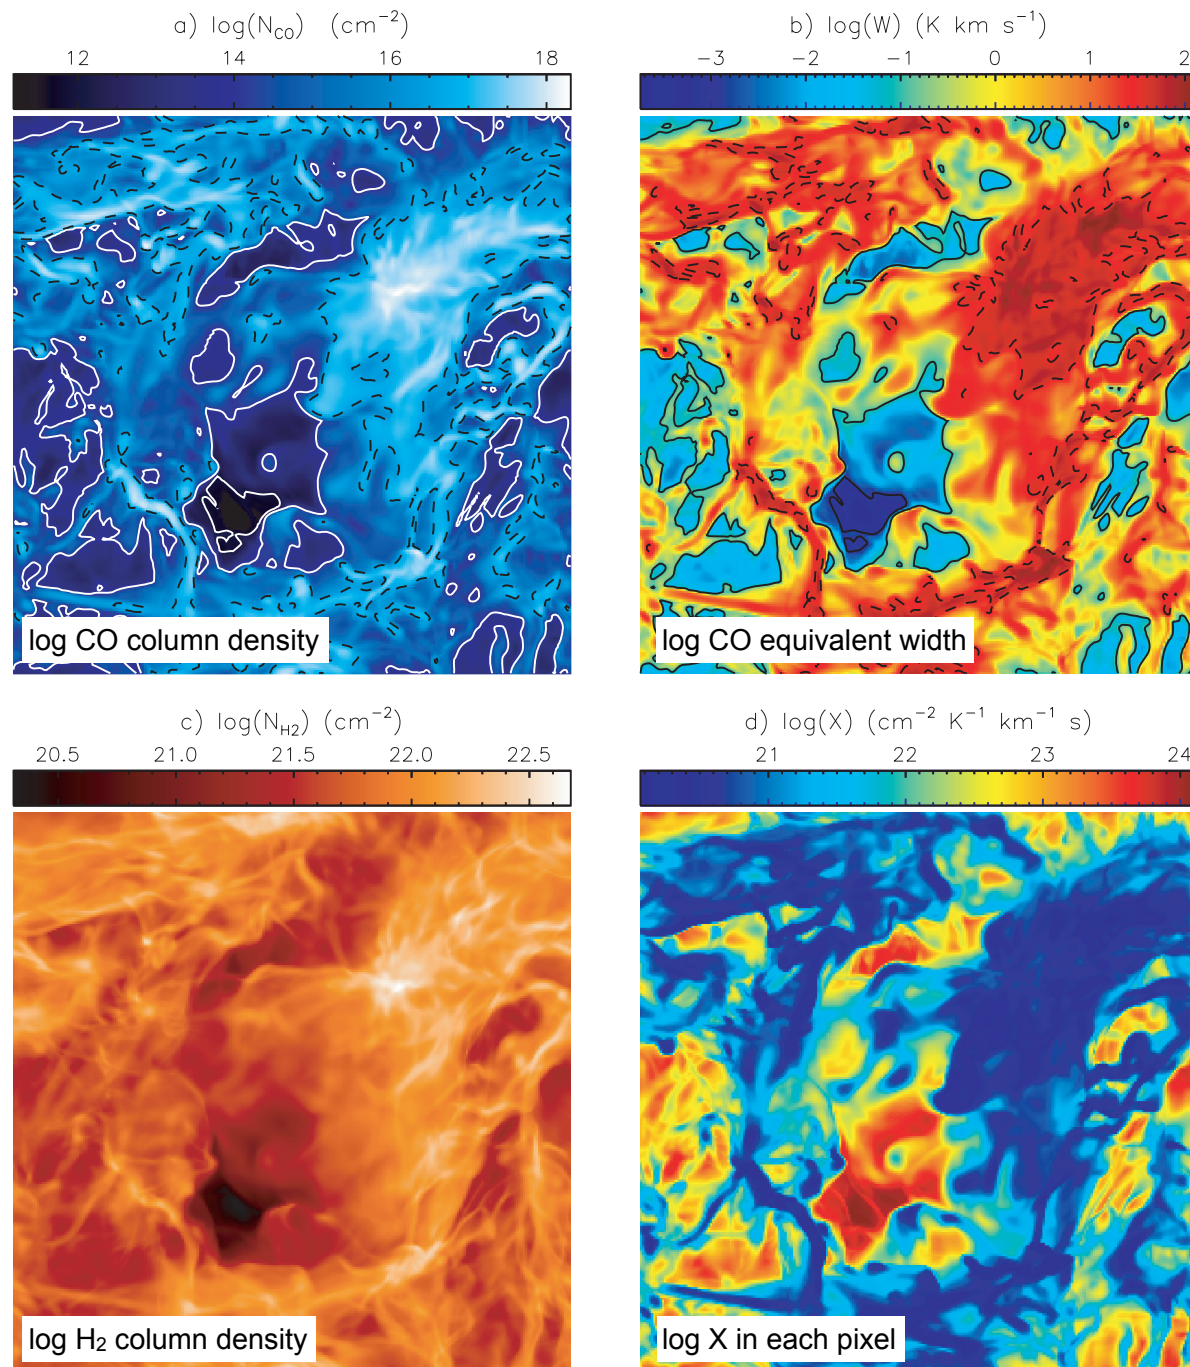 a) log(N_CO) (cm⁻²)
12 14 16 18
b) log(W) (K km s⁻¹)
−3 −2 −1 0 1 2
log CO column density
log CO equivalent width
c) log(N_H2) (cm⁻²)
20.5 21.0 21.5 22.0 22.5
d) log(X) (cm⁻² K⁻¹ km⁻¹ s)
21 22 23 24
log H₂ column density
log X in each pixel